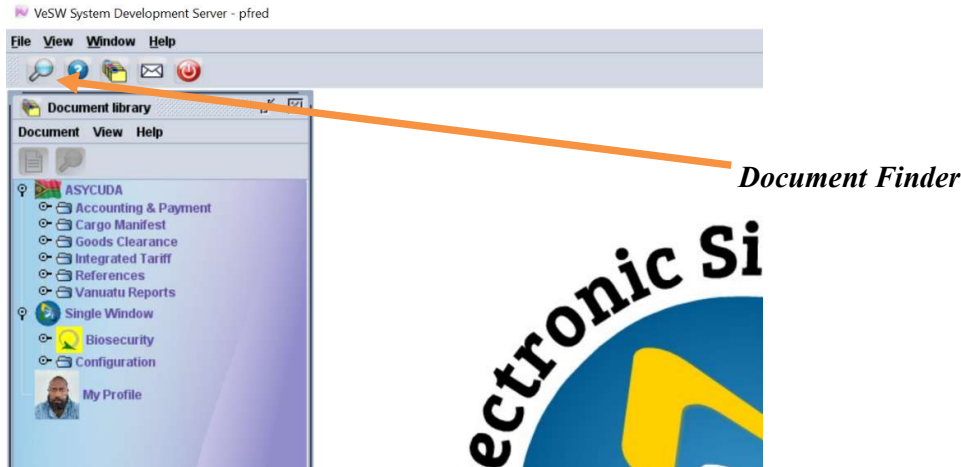 VeSW System Development Server - pfred
File View Window Help
Document library
Document View Help
ASYCUDA
Accounting & Payment
Cargo Manifest
Goods Clearance
Integrated Tariff
References
Vanuatu Reports
Single Window
Biosecurity
Configuration
My Profile
Document Finder
ectronic Si